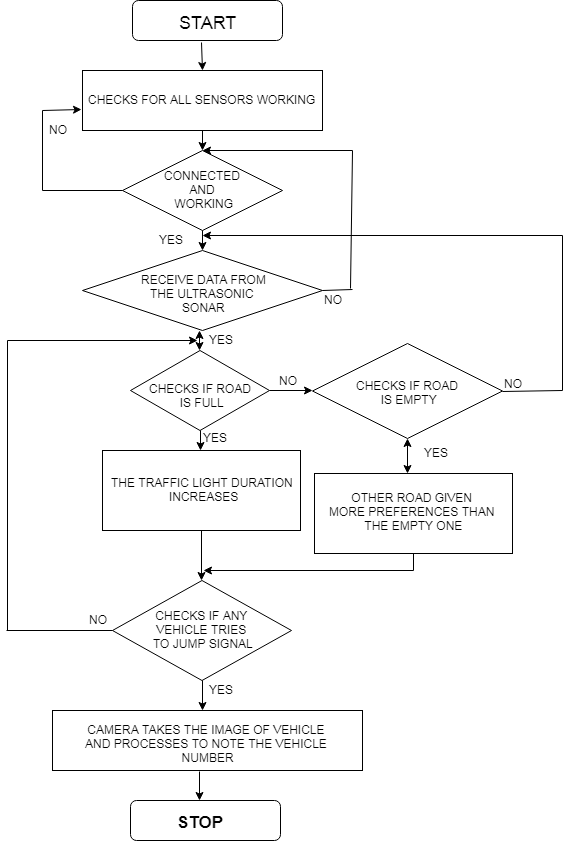 START
CHECKS FOR ALL SENSORS WORKING
NO
CONNECTED
AND
WORKING
YES
RECEIVE DATA FROM
THE ULTRASONIC
SONAR
NO
YES
CHECKS IF ROAD
IS FULL
NO
CHECKS IF ROAD
IS EMPTY
NO
YES
YES
THE TRAFFIC LIGHT DURATION
INCREASES
OTHER ROAD GIVEN
MORE PREFERENCES THAN
THE EMPTY ONE
NO
CHECKS IF ANY
VEHICLE TRIES
TO JUMP SIGNAL
YES
CAMERA TAKES THE IMAGE OF VEHICLE
AND PROCESSES TO NOTE THE VEHICLE
NUMBER
STOP